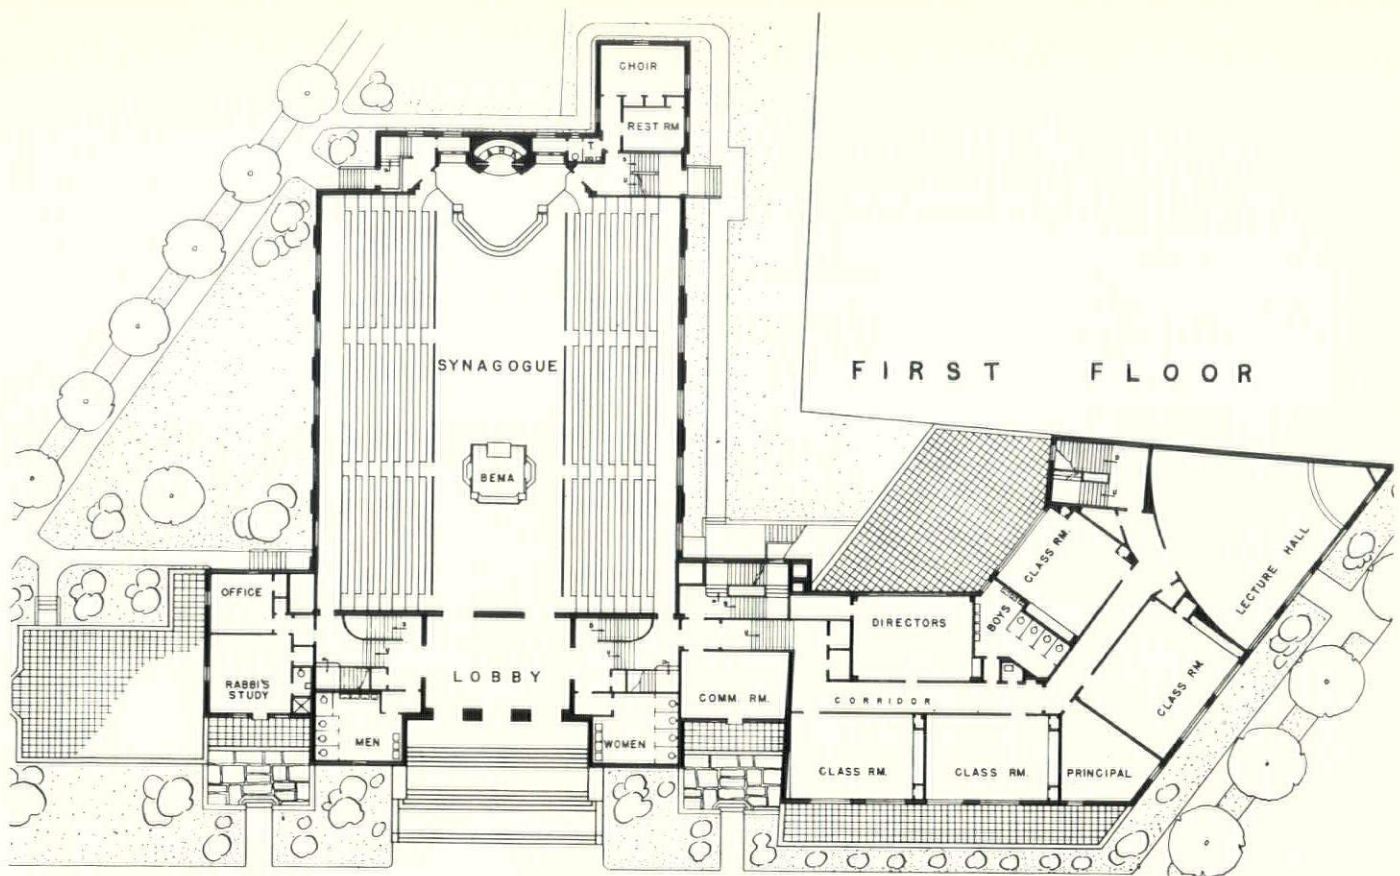 CHOIR
REST RM
T
ARK
SYNAGOGUE
FIRST FLOOR
BEMA
CLASS RM.
LECTURE HALL
OFFICE
DIRECTORS
BOYS
RABBI'S
STUDY
LOBBY
COMM. RM.
CORRIDOR
CLASS RM.
MEN
WOMEN
CLASS RM.
CLASS RM.
PRINCIPAL